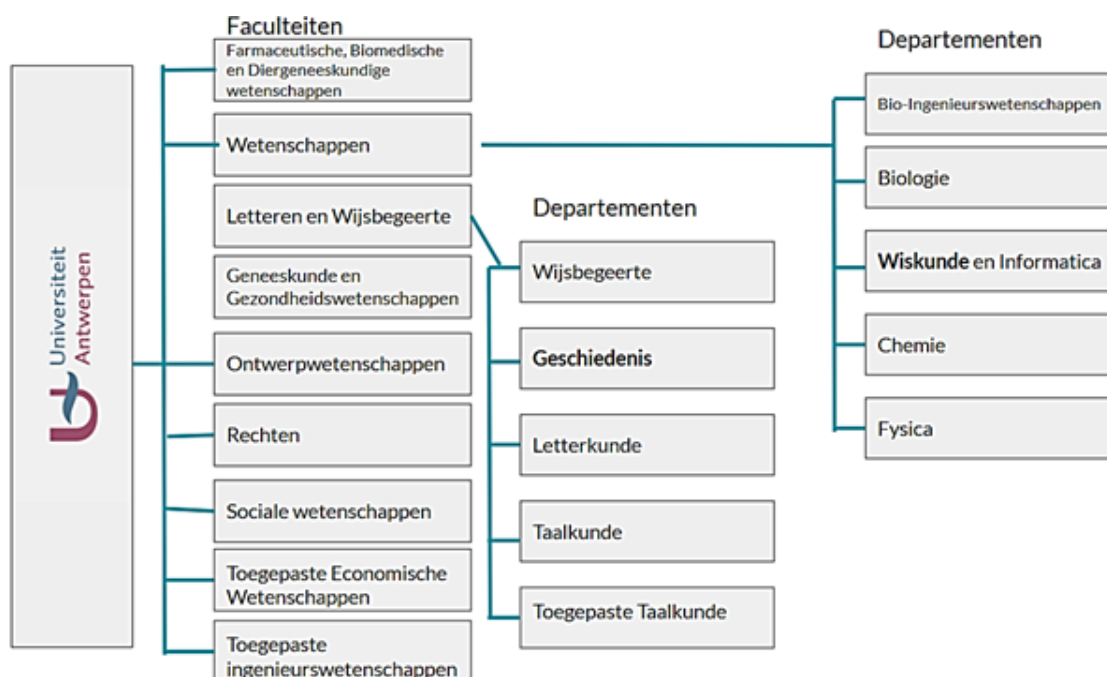 Universiteit
Antwerpen
Faculteiten
Farmaceutische, Biomedische
en Diergeneeskundige
wetenschappen
Wetenschappen
Letteren en Wijsbegeerte
Geneeskunde en
Gezondheidswetenschappen
Ontwerpwetenschappen
Rechten
Sociale wetenschappen
Toegepaste Economische
Wetenschappen
Toegepaste
ingenieurswetenschappen
Departementen
Wijsbegeerte
Geschiedenis
Letterkunde
Taalkunde
Toegepaste Taalkunde
Departementen
Bio-Ingenieurswetenschappen
Biologie
Wiskunde en Informatica
Chemie
Fysica